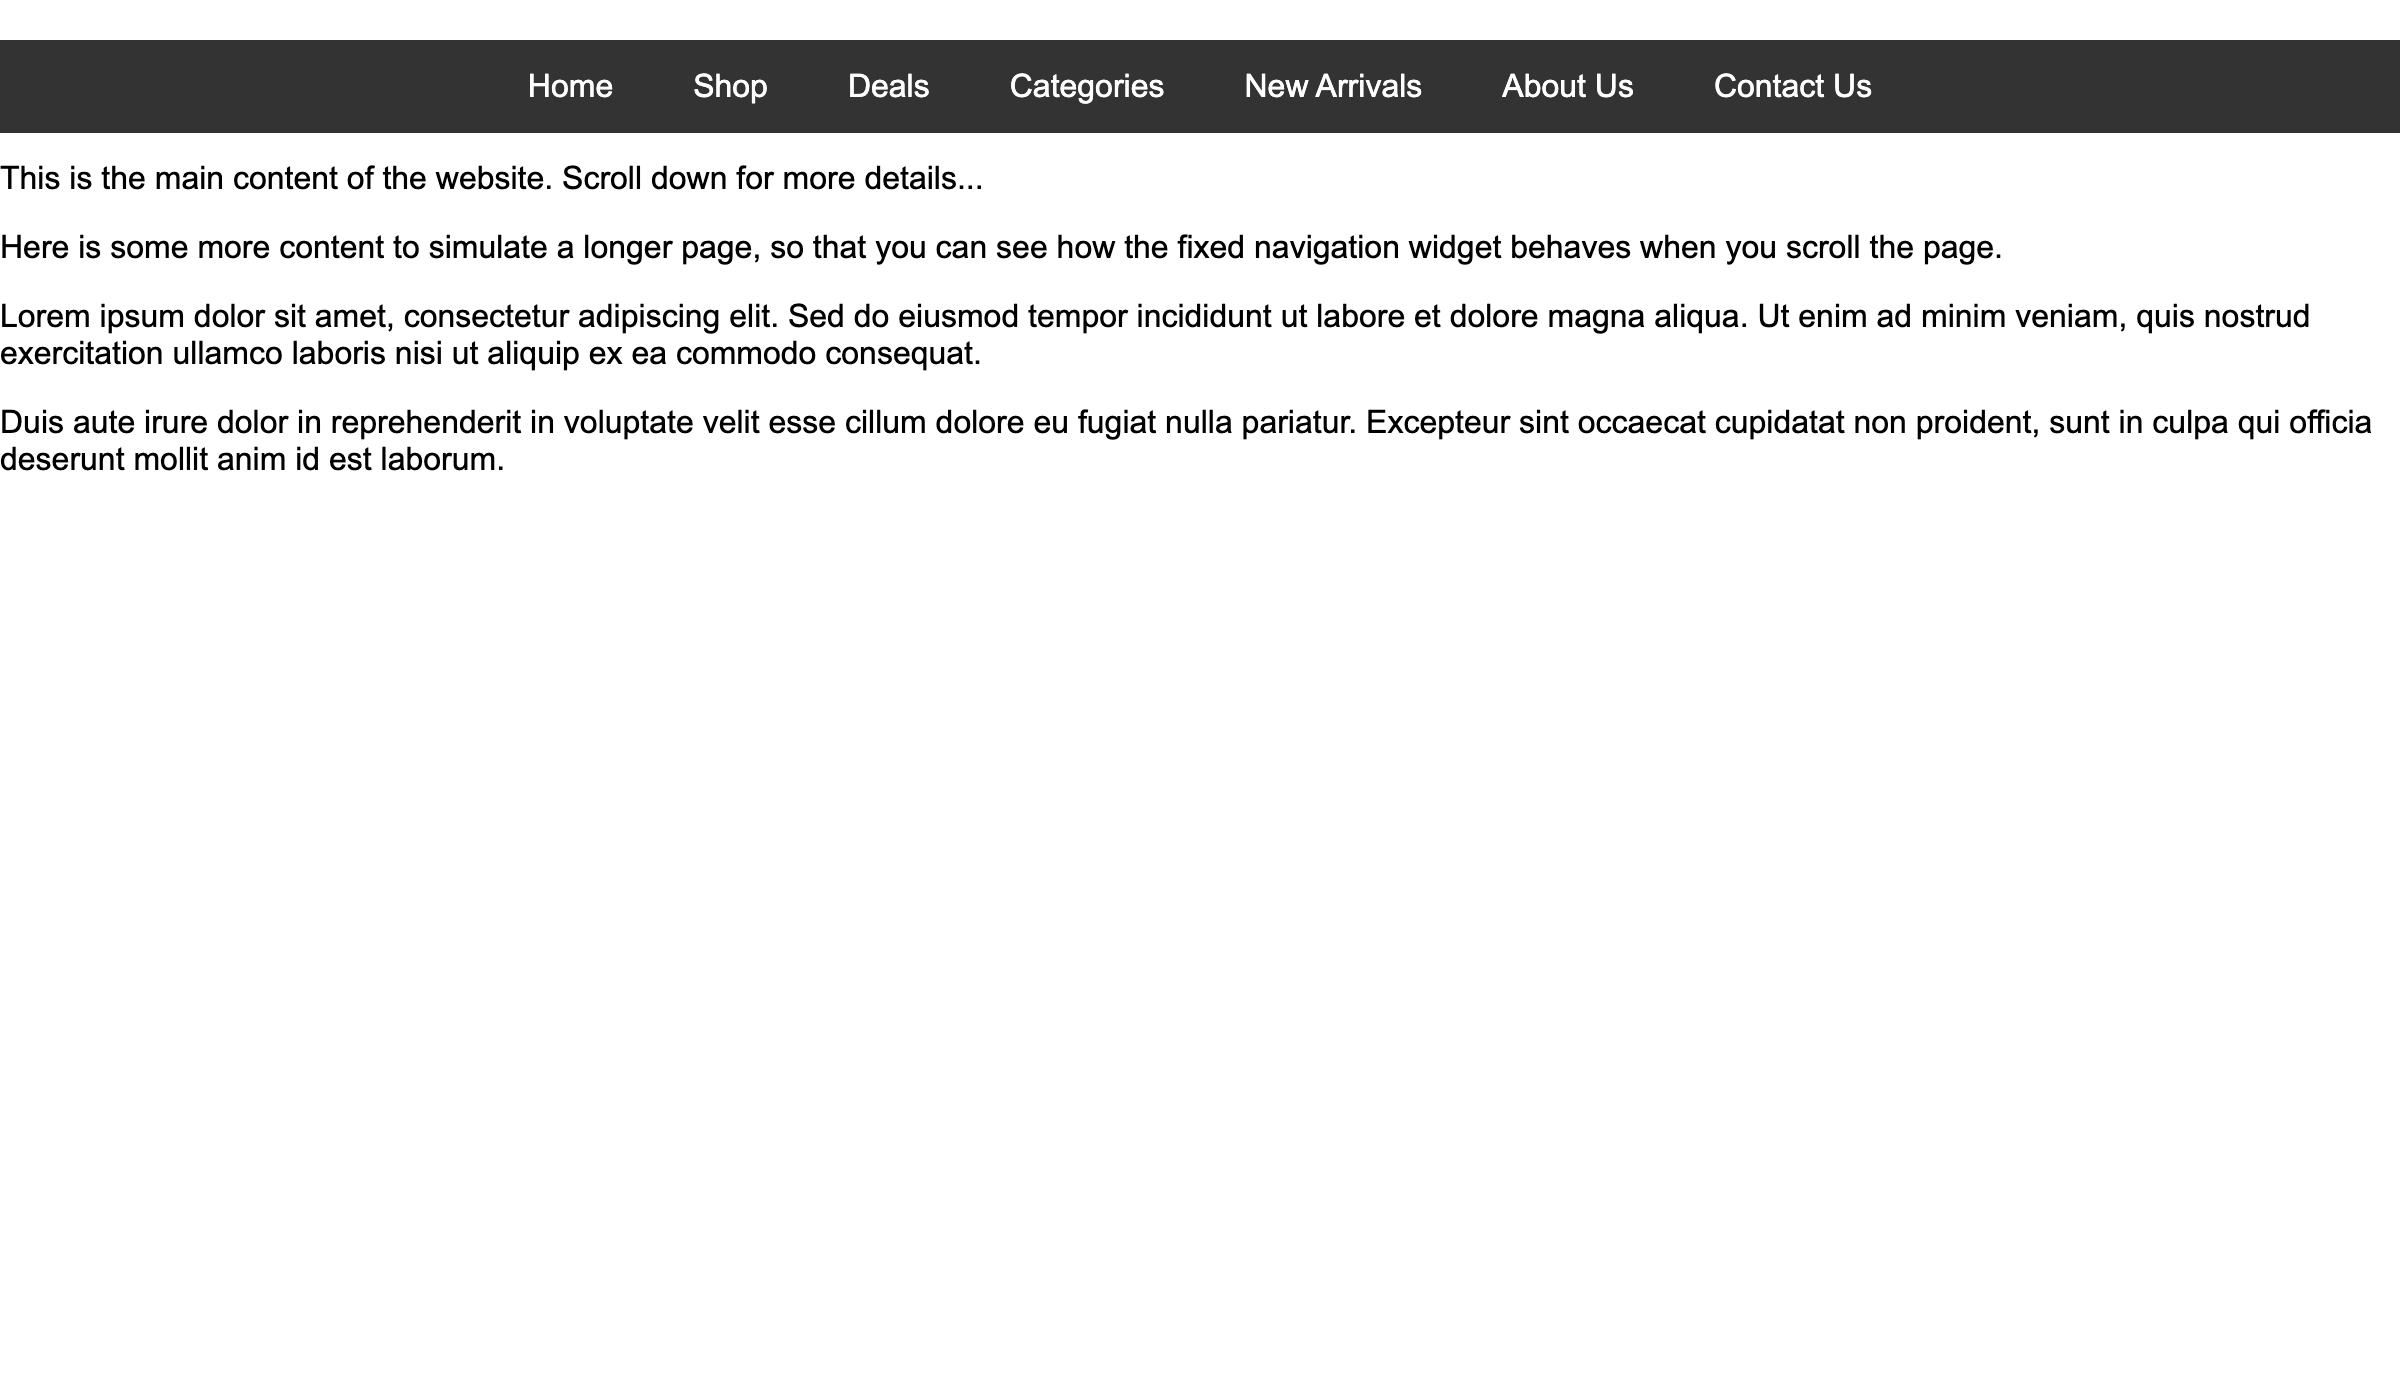 Home Shop Deals Categories New Arrivals About Us Contact Us
This is the main content of the website. Scroll down for more details...
Here is some more content to simulate a longer page, so that you can see how the fixed navigation widget behaves when you scroll the page.
Lorem ipsum dolor sit amet, consectetur adipiscing elit. Sed do eiusmod tempor incididunt ut labore et dolore magna aliqua. Ut enim ad minim veniam, quis nostrud
exercitation ullamco laboris nisi ut aliquip ex ea commodo consequat.
Duis aute irure dolor in reprehenderit in voluptate velit esse cillum dolore eu fugiat nulla pariatur. Excepteur sint occaecat cupidatat non proident, sunt in culpa qui officia
deserunt mollit anim id est laborum.